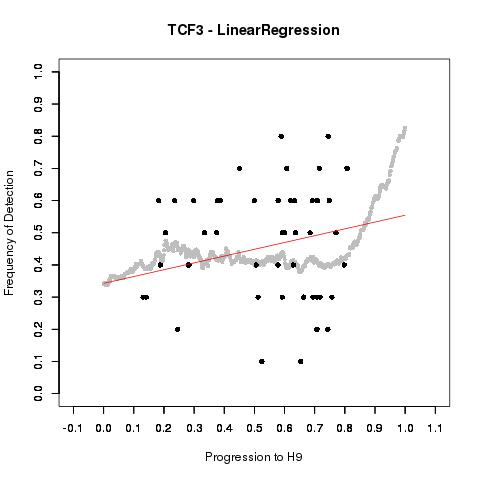 TCF3 - LinearRegression
Frequency of Detection
1.0
0.9
0.8
0.7
0.6
0.5
0.4
0.3
0.2
0.1
0.0
-0.1 0.0 0.1 0.2 0.3 0.4 0.5 0.6 0.7 0.8 0.9 1.0 1.1
Progression to H9